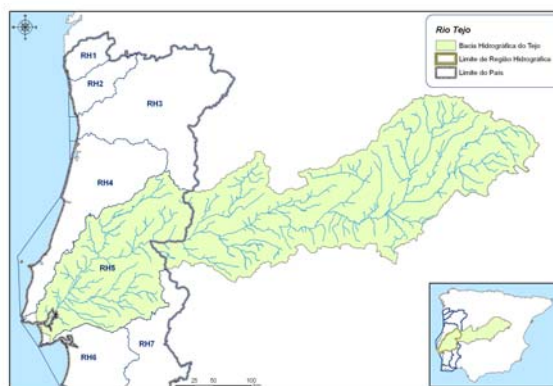 Rio Tejo
Bacia Hidrográfica do Tejo
Limite de Região Hidrográfica
Limite do País
RH1
RH2
RH3
RH4
RH5
RH6
RH7
25
50
100